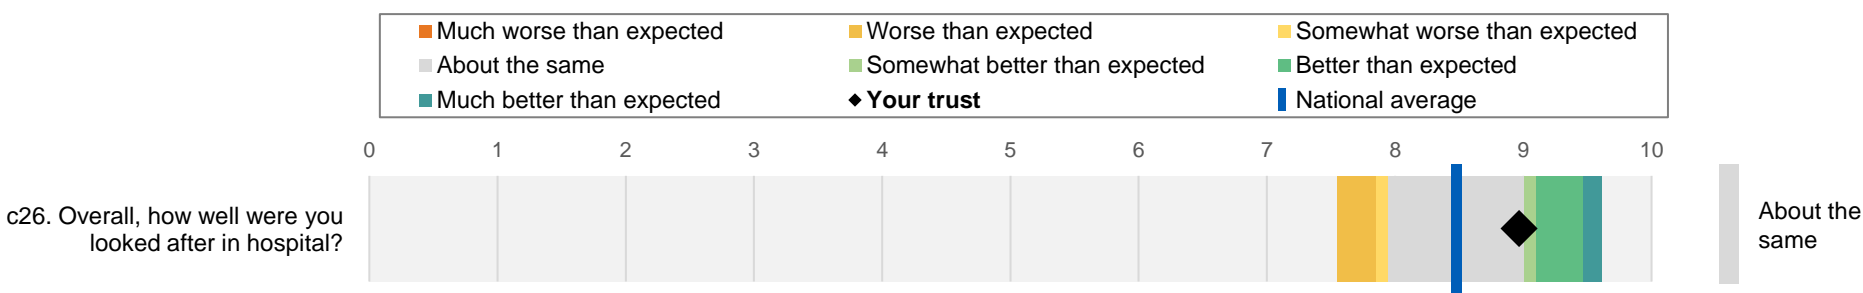 Much worse than expected
Worse than expected
Somewhat worse than expected
About the same
Somewhat better than expected
Better than expected
Much better than expected
Your trust
National average
0 1 2 3 4 5 6 7 8 9 10
c26. Overall, how well were you
looked after in hospital?
About the
same